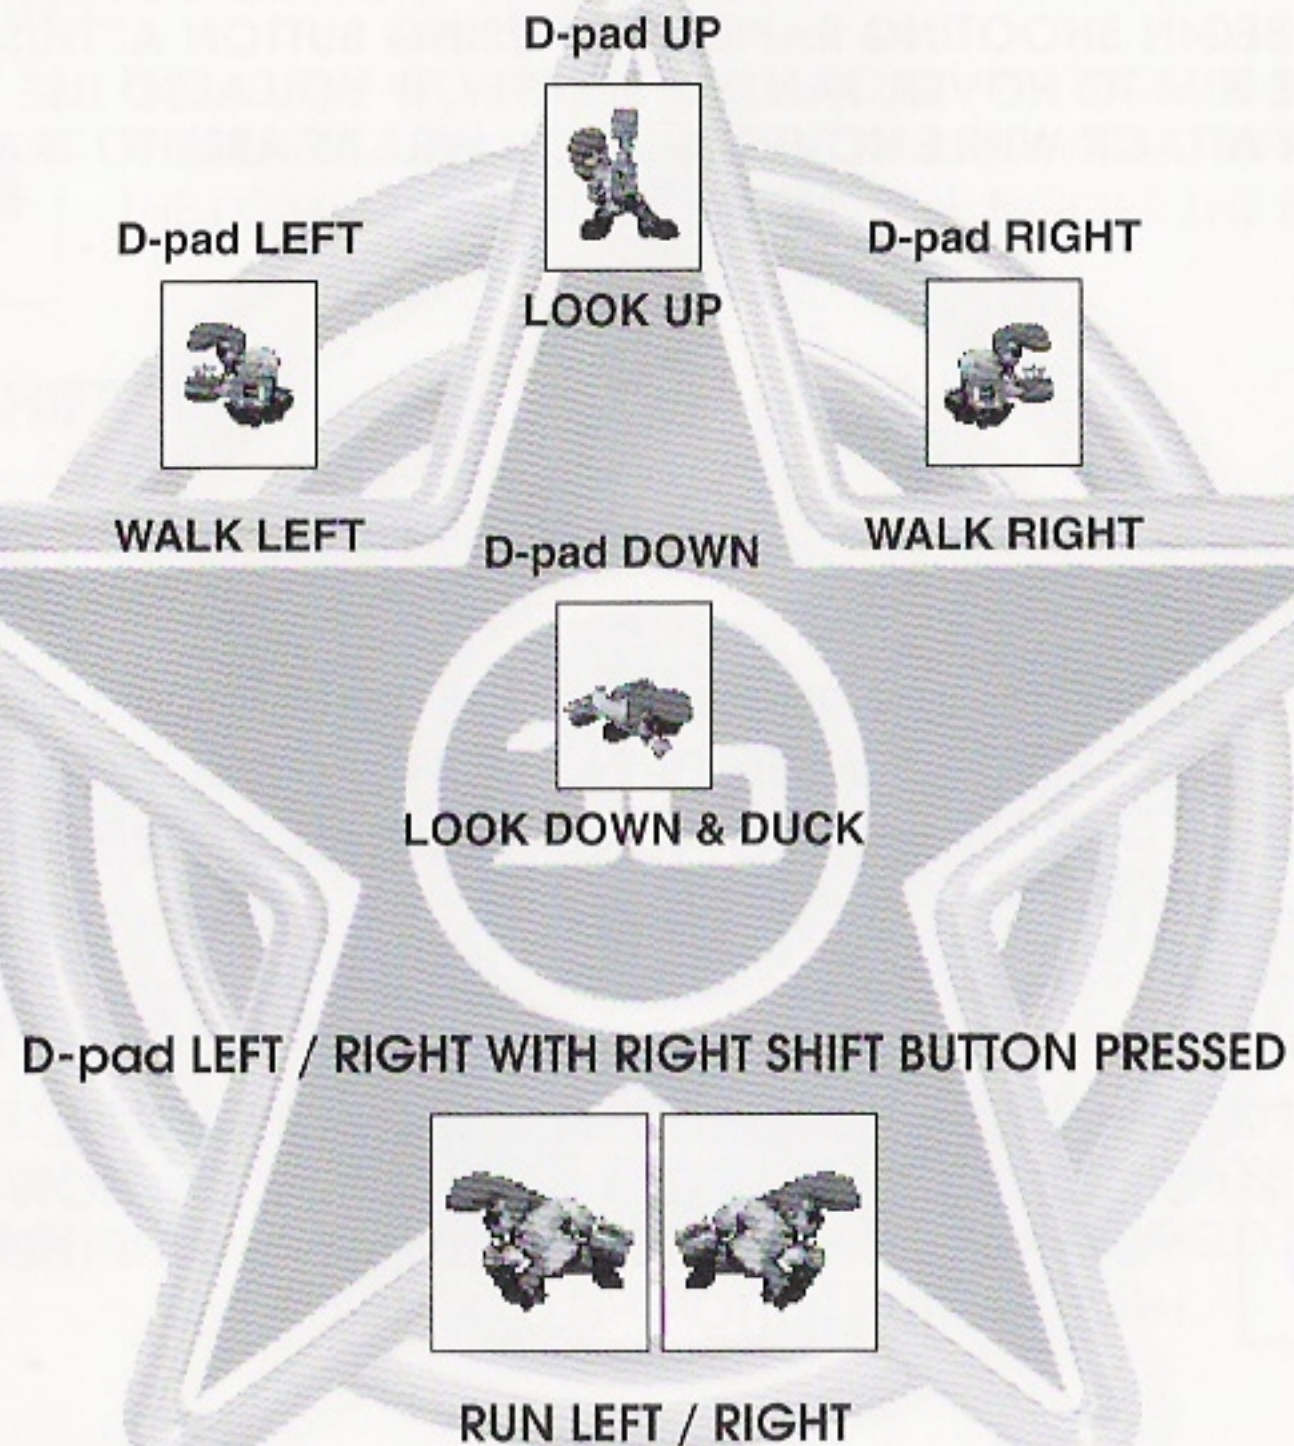 D-pad UP
LOOK UP
D-pad LEFT
WALK LEFT
D-pad RIGHT
WALK RIGHT
D-pad DOWN
LOOK DOWN & DUCK
D-pad LEFT / RIGHT WITH RIGHT SHIFT BUTTON PRESSED
RUN LEFT / RIGHT